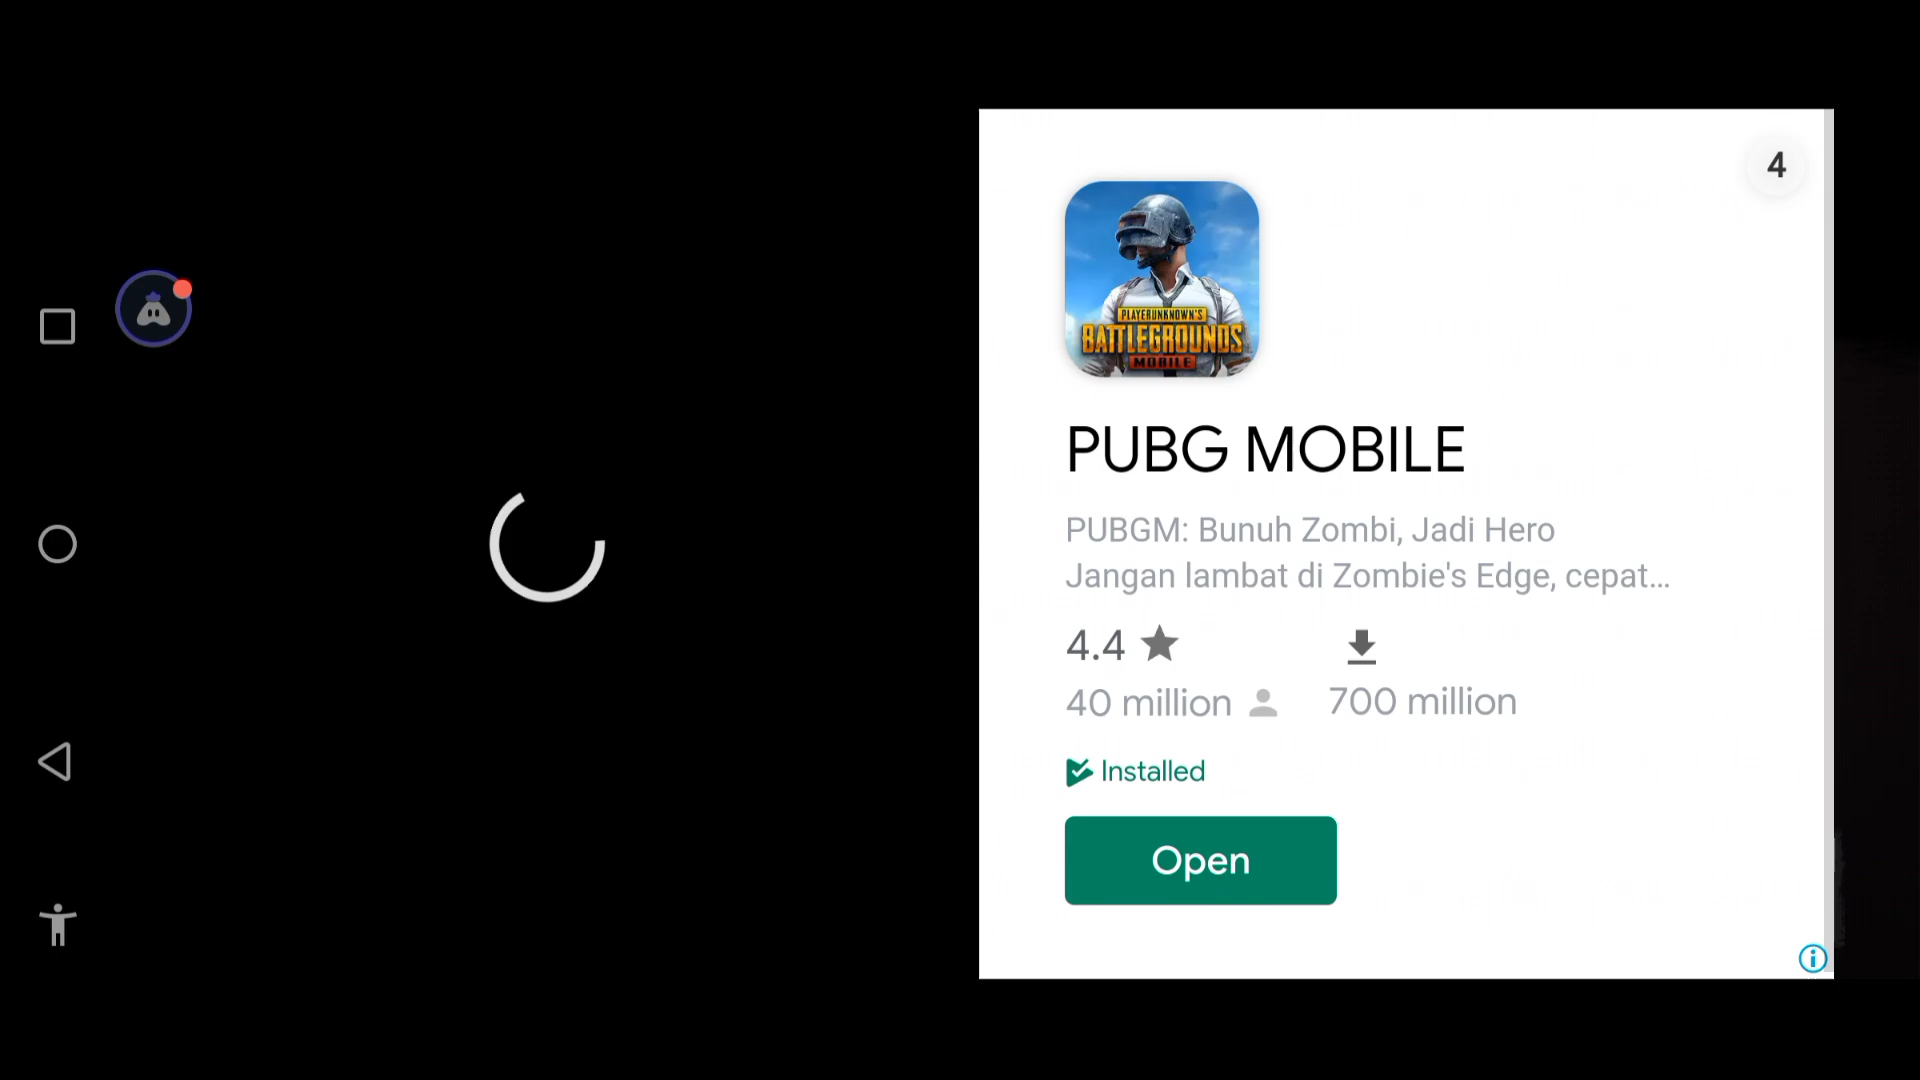 4
PLAYERUNKNOWN'S
BATTLEGROUNDS
MOBILE
PUBG MOBILE
PUBGM: Bunuh Zombi, Jadi Hero
Jangan lambat di Zombie's Edge, cepat...
4.4
40 million 700 million
Installed
Open